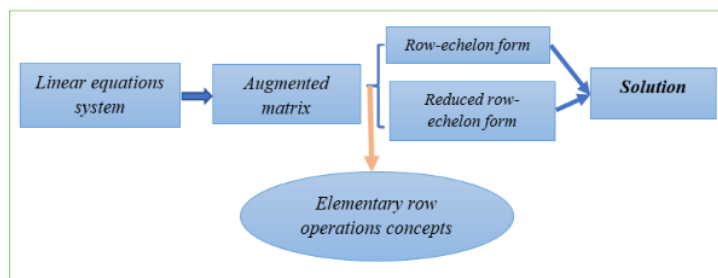 Linear equations
system
Augmented
matrix
Row-echelon form
Reduced row-
echelon form
Solution
Elementary row
operations concepts